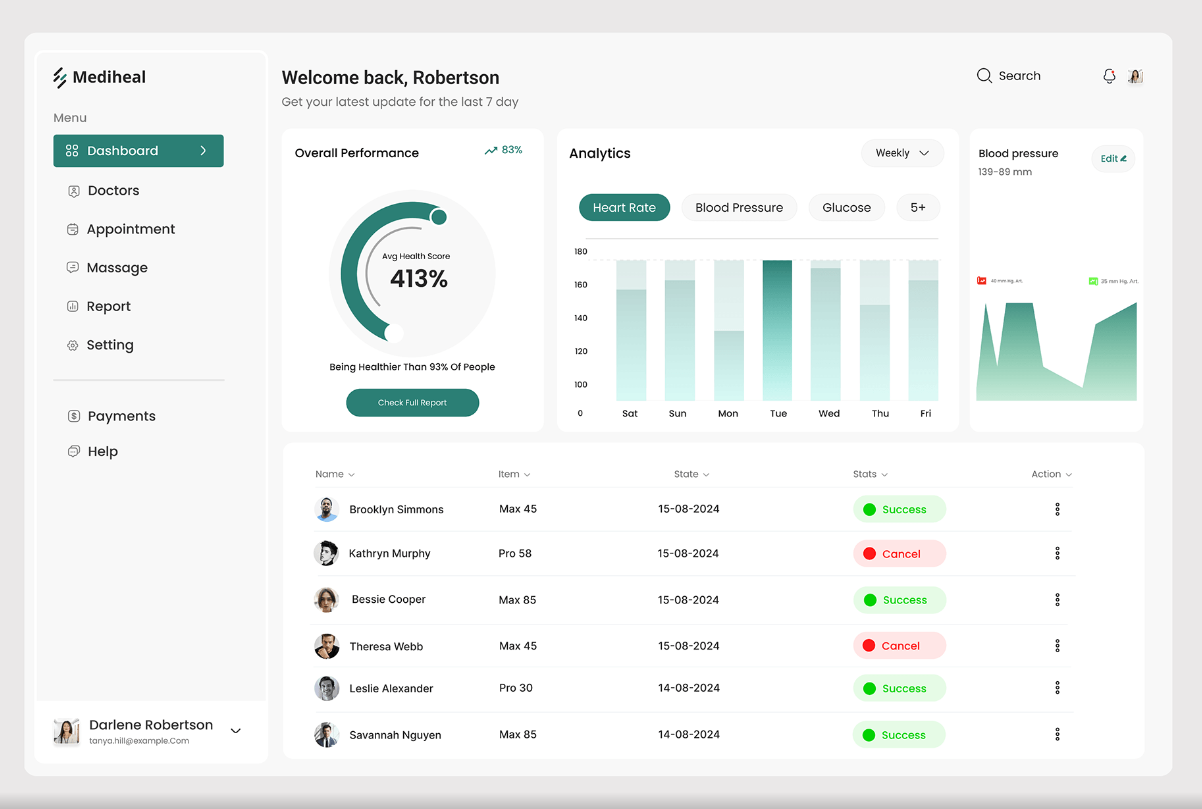 Mediheal
Menu
Dashboard
Doctors
Appointment
Massage
Report
Setting
Payments
Help
Darlene Robertson
tanya.hill@example.Com
Welcome back, Robertson
Get your latest update for the last 7 day
Search
Overall Performance
83%
Avg Health Score
413%
Being Healthier Than 93% Of People
Check Full Report
Analytics
Weekly
Heart Rate Blood Pressure Glucose 5+
180
160
140
120
100
0
Sat Sun Mon Tue Wed Thu Fri
Blood pressure
139-89 mm
Edit
40 mm Hg. Art. 35 mm Hg. Art.
Name Item State Stats Action
Brooklyn Simmons Max 45 15-08-2024 Success
Kathryn Murphy Pro 58 15-08-2024 Cancel
Bessie Cooper Max 85 15-08-2024 Success
Theresa Webb Max 45 15-08-2024 Cancel
Leslie Alexander Pro 30 14-08-2024 Success
Savannah Nguyen Max 85 14-08-2024 Success